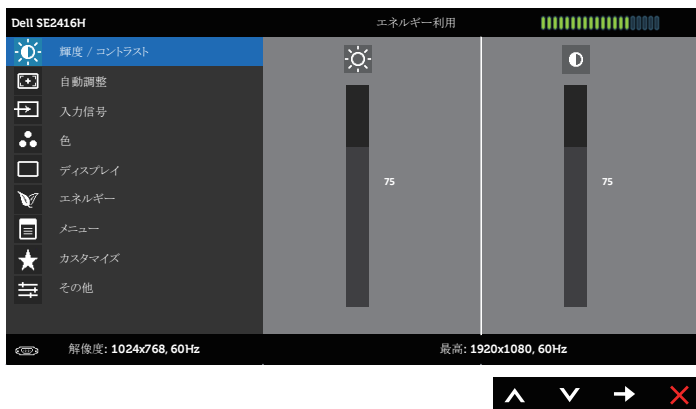 Dell SE2416H エネルギー利用
輝度 / コントラスト
自動調整
入力信号
色
ディスプレイ
75 75
エネルギー
メニュー
カスタマイズ
その他
解像度: 1024x768, 60Hz 最高: 1920x1080, 60Hz